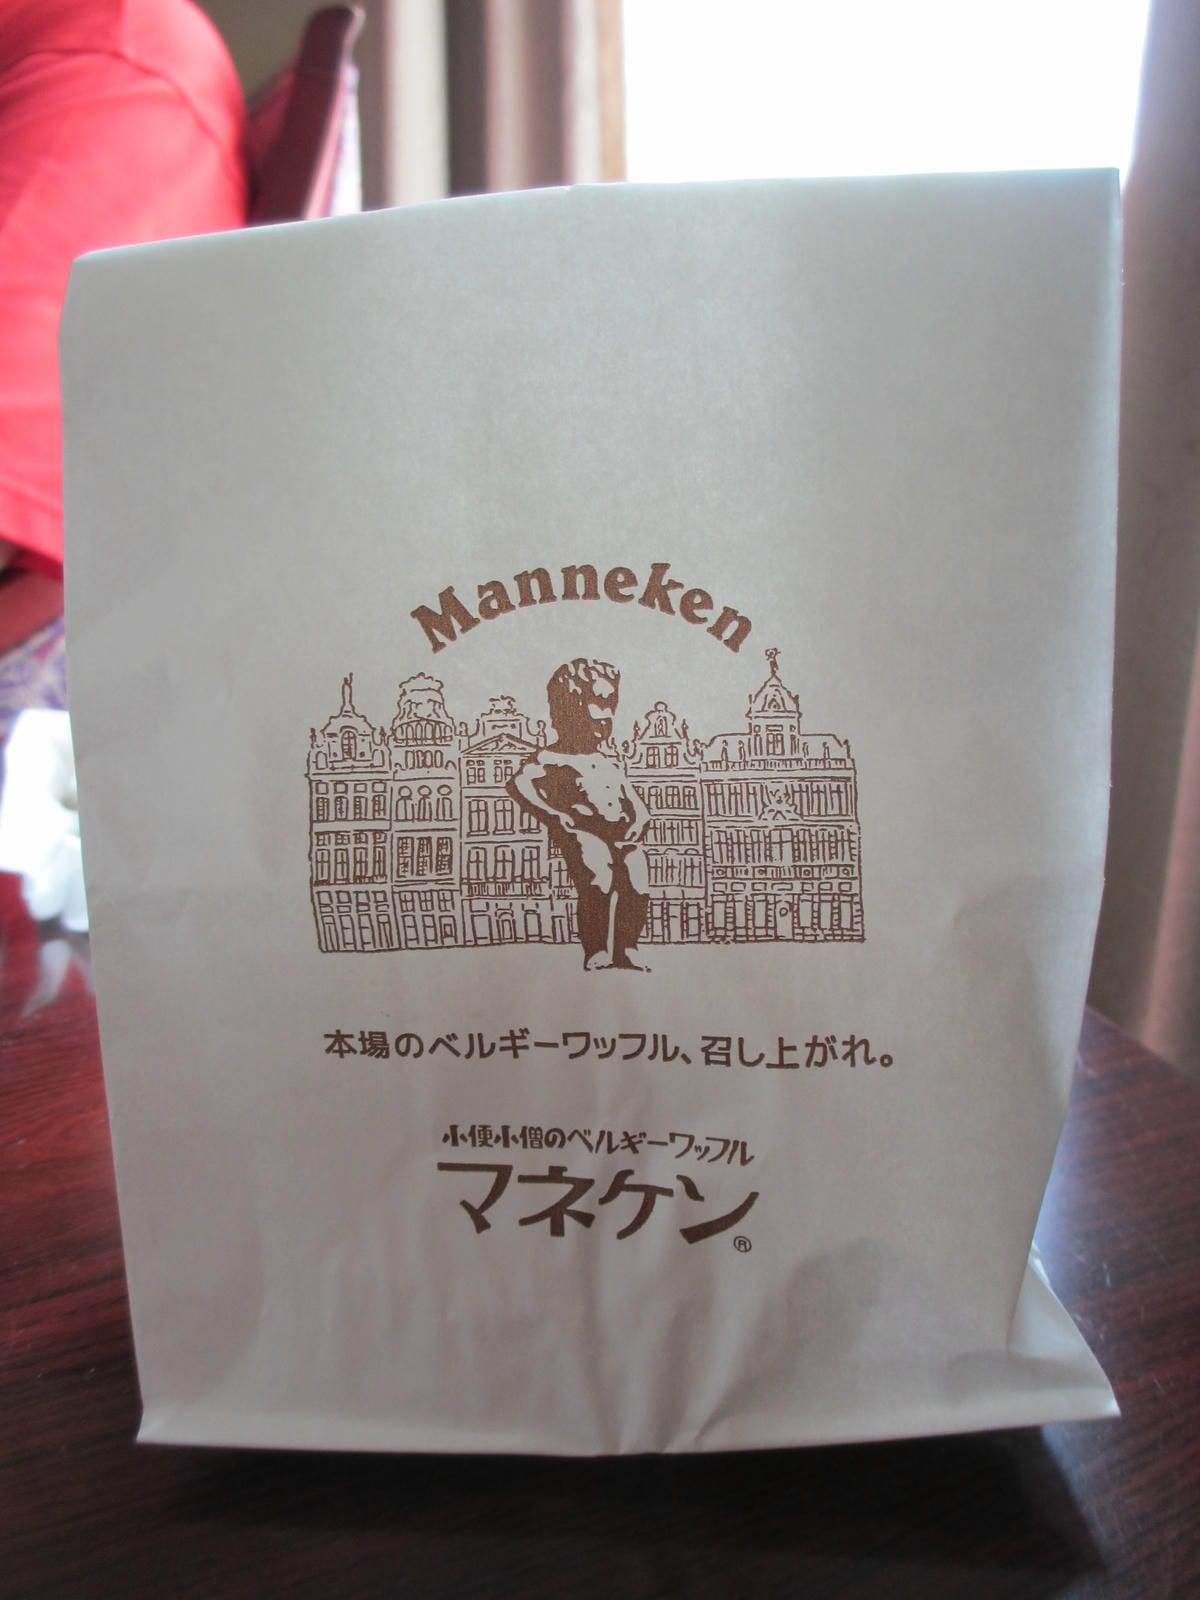 Manneken
本場のベルギーワッフル、召し上がれ。
小便小僧のベルギーワッフル
マネケン®